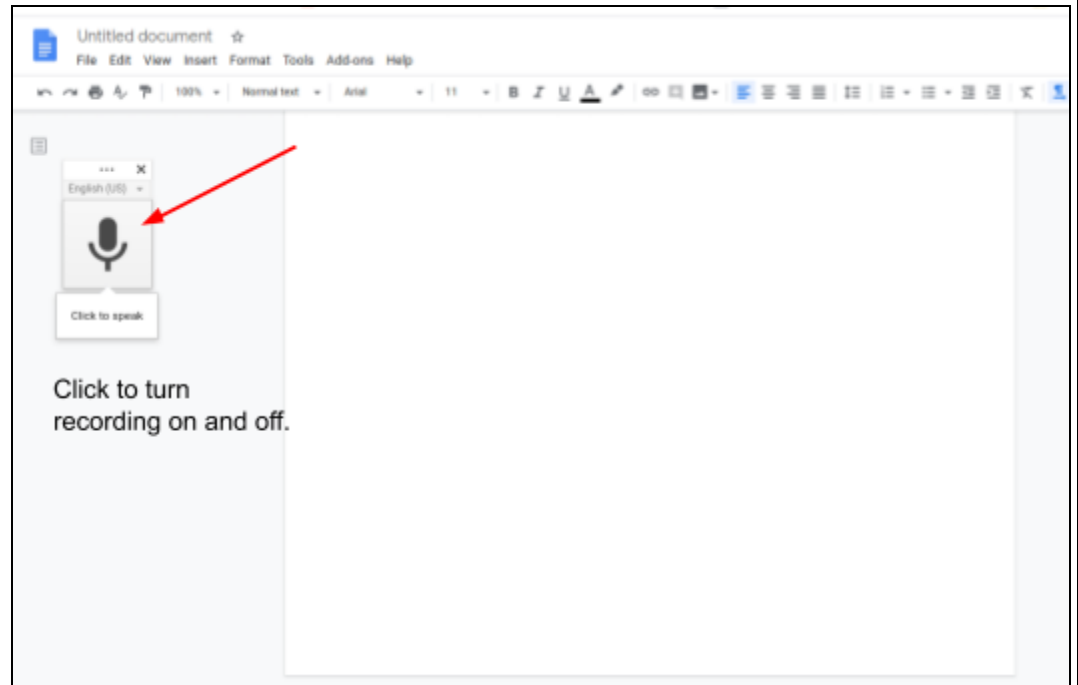 Untitled document
File Edit View Insert Format Tools Add-ons Help
100% Normal text Arial 11 B I U A
English (US)
Click to speak
Click to turn
recording on and off.